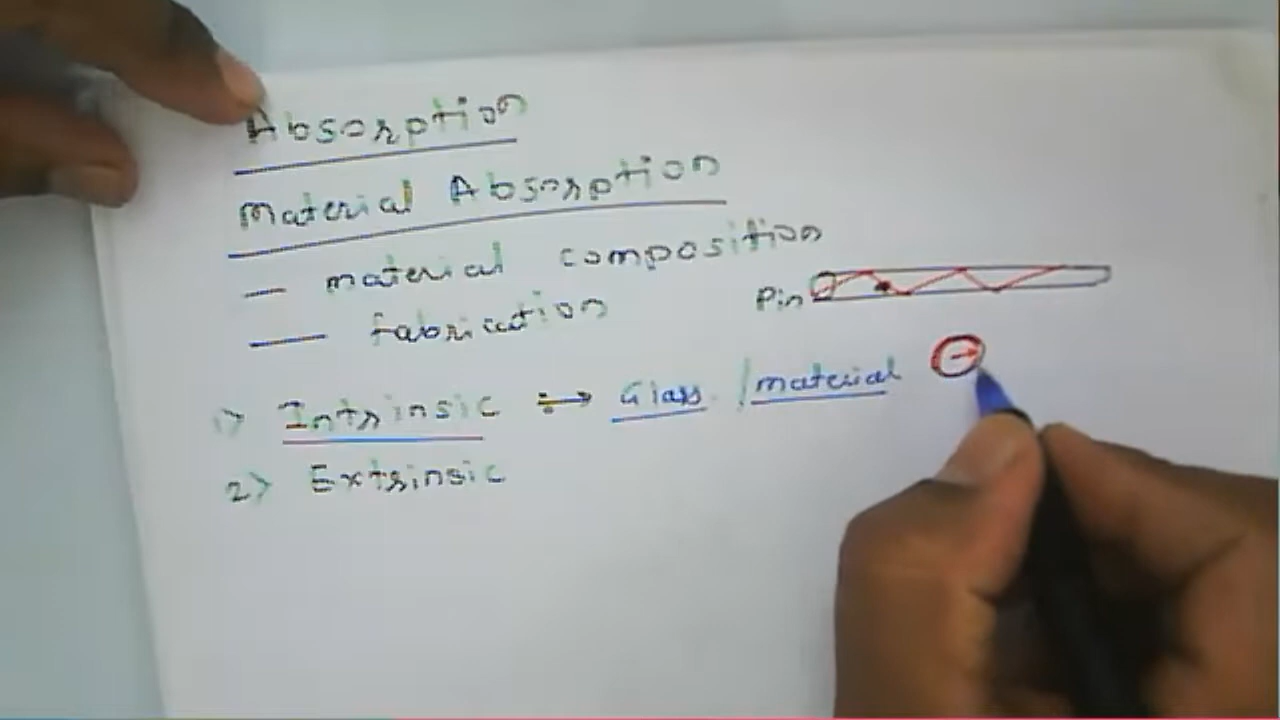 Absorption
Material Absorption
— material composition
— fabrication
Pin
1) Intrinsic → Glass / material
2) Extrinsic